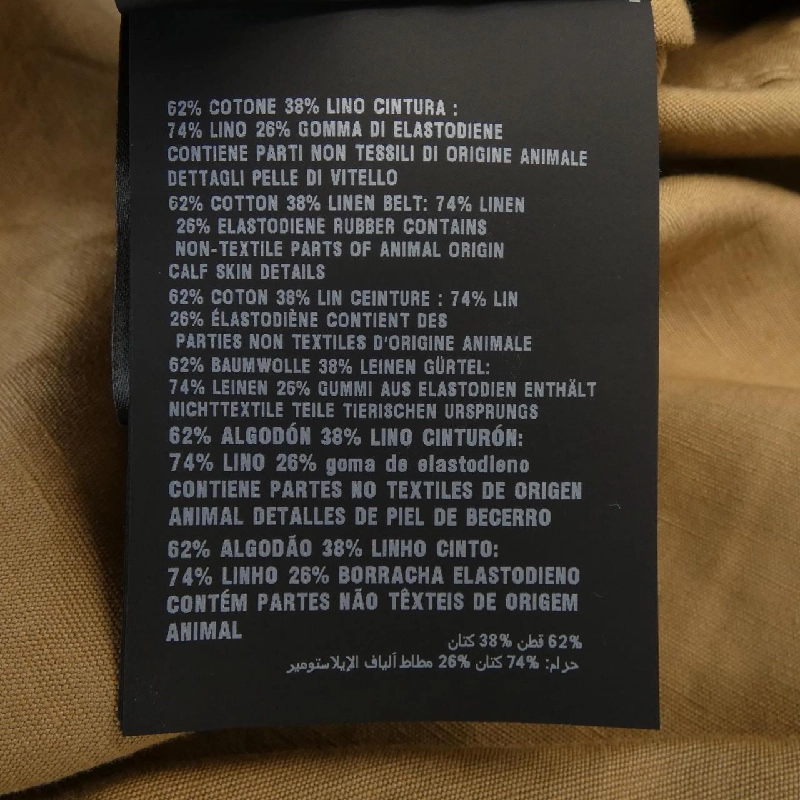 62% COTONE 38% LINO CINTURA :
74% LINO 26% GOMMA DI ELASTODIENE
CONTIENE PARTI NON TESSILI DI ORIGINE ANIMALE
DETTAGLI PELLE DI VITELLO
62% COTTON 38% LINEN BELT: 74% LINEN
26% ELASTODIENE RUBBER CONTAINS
NON-TEXTILE PARTS OF ANIMAL ORIGIN
CALF SKIN DETAILS
62% COTON 38% LIN CEINTURE : 74% LIN
26% ÉLASTODIÈNE CONTIENT DES
PARTIES NON TEXTILES D'ORIGINE ANIMALE
62% BAUMWOLLE 38% LEINEN GÜRTEL:
74% LEINEN 26% GUMMI AUS ELASTODIEN ENTHÄLT
NICHTTEXTILE TEILE TIERISCHEN URSPRUNGS
62% ALGODÓN 38% LINO CINTURÓN:
74% LINO 26% goma de elastodieno
CONTIENE PARTES NO TEXTILES DE ORIGEN
ANIMAL DETALLES DE PIEL DE BECERRO
62% ALGODÃO 38% LINHO CINTO:
74% LINHO 26% BORRACHA ELASTODIENO
CONTÉM PARTES NÃO TÊXTEIS DE ORIGEM
ANIMAL
62% قطن 38% كتان
حزام: 74% كتان 26% مطاط ألياف الإيلاستومير